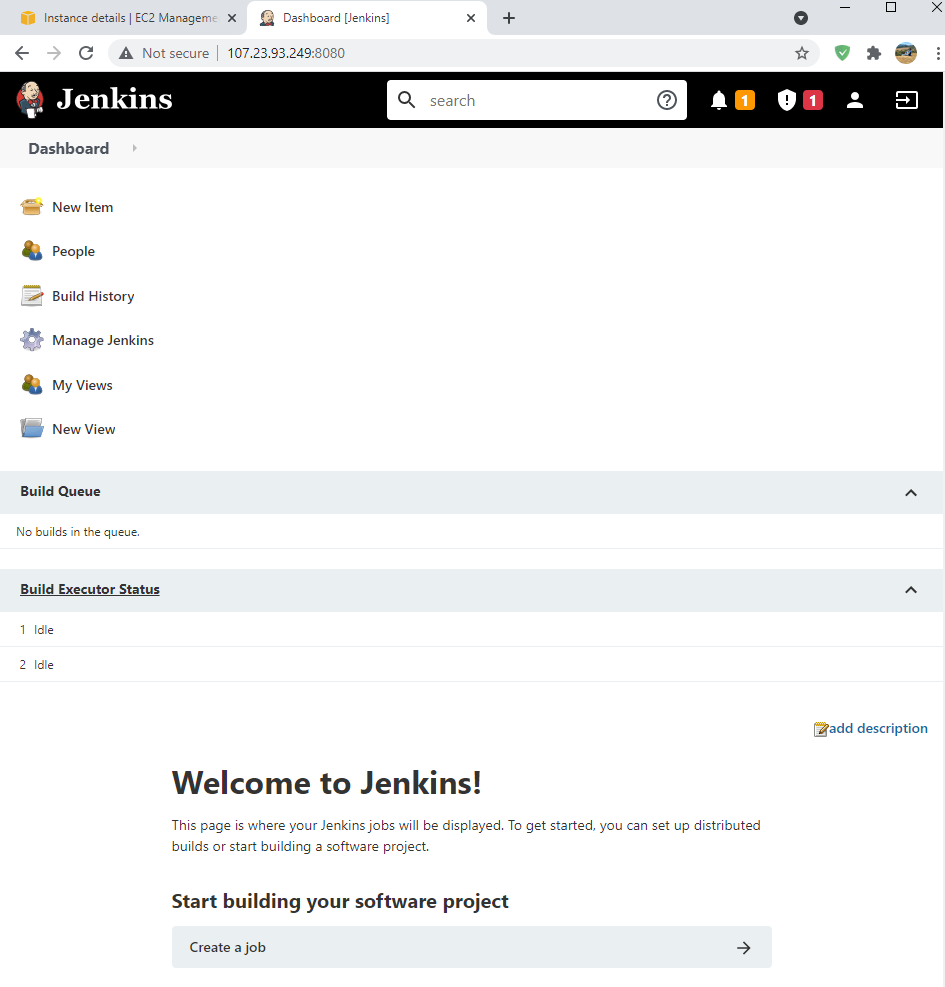 Instance details | EC2 Manageme
Dashboard [Jenkins]
Not secure | 107.23.93.249:8080
Jenkins
search
1
1
Dashboard
New Item
People
Build History
Manage Jenkins
My Views
New View
Build Queue
No builds in the queue.
Build Executor Status
1 Idle
2 Idle
add description
Welcome to Jenkins!
This page is where your Jenkins jobs will be displayed. To get started, you can set up distributed
builds or start building a software project.
Start building your software project
Create a job